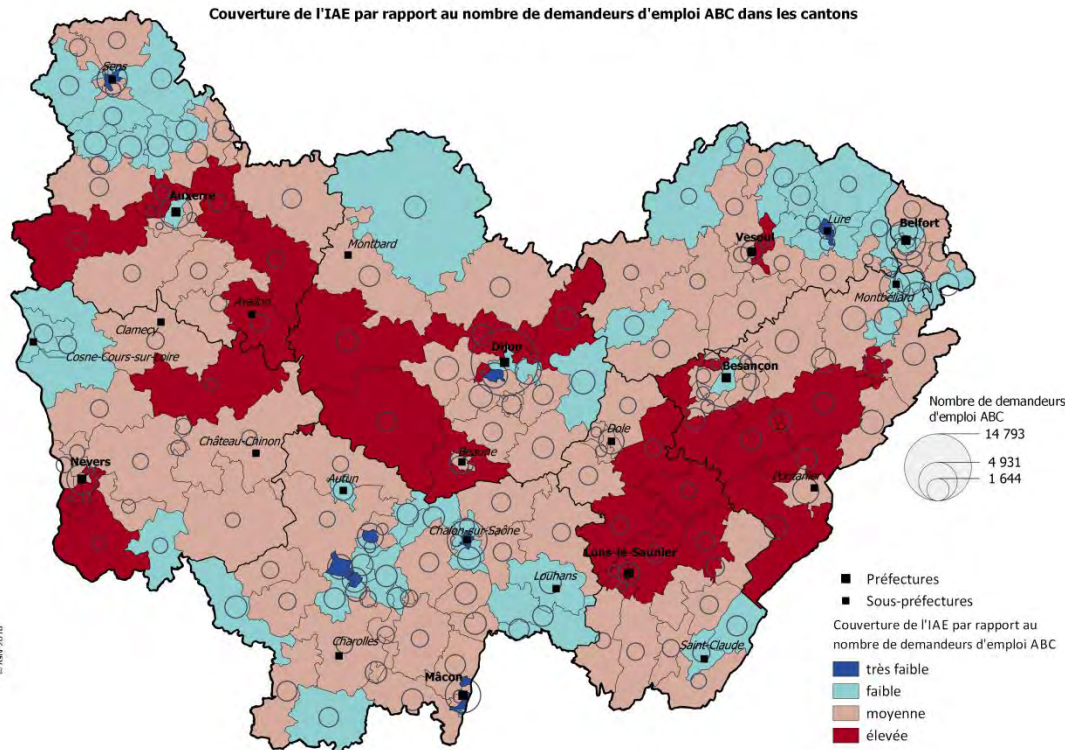 Couverture de l'IAE par rapport au nombre de demandeurs d'emploi ABC dans les cantons
Sens
Auxerre
Montbard
Lure
Belfort
Vesoul
Montbéliard
Avallon
Clamecy
Cosne-Cours-sur-Loire
Dijon
Besançon
Nombre de demandeurs
d'emploi ABC
14 793
4 931
1 644
Dole
Château-Chinon
Beaune
Nevers
Pontarlier
Autun
Chalon-sur-Saône
Lons-le-Saunier
Louhans
Préfectures
Sous-préfectures
Couverture de l'IAE par rapport au
nombre de demandeurs d'emploi ABC
Charolles
Saint-Claude
Mâcon
très faible
faible
moyenne
élevée